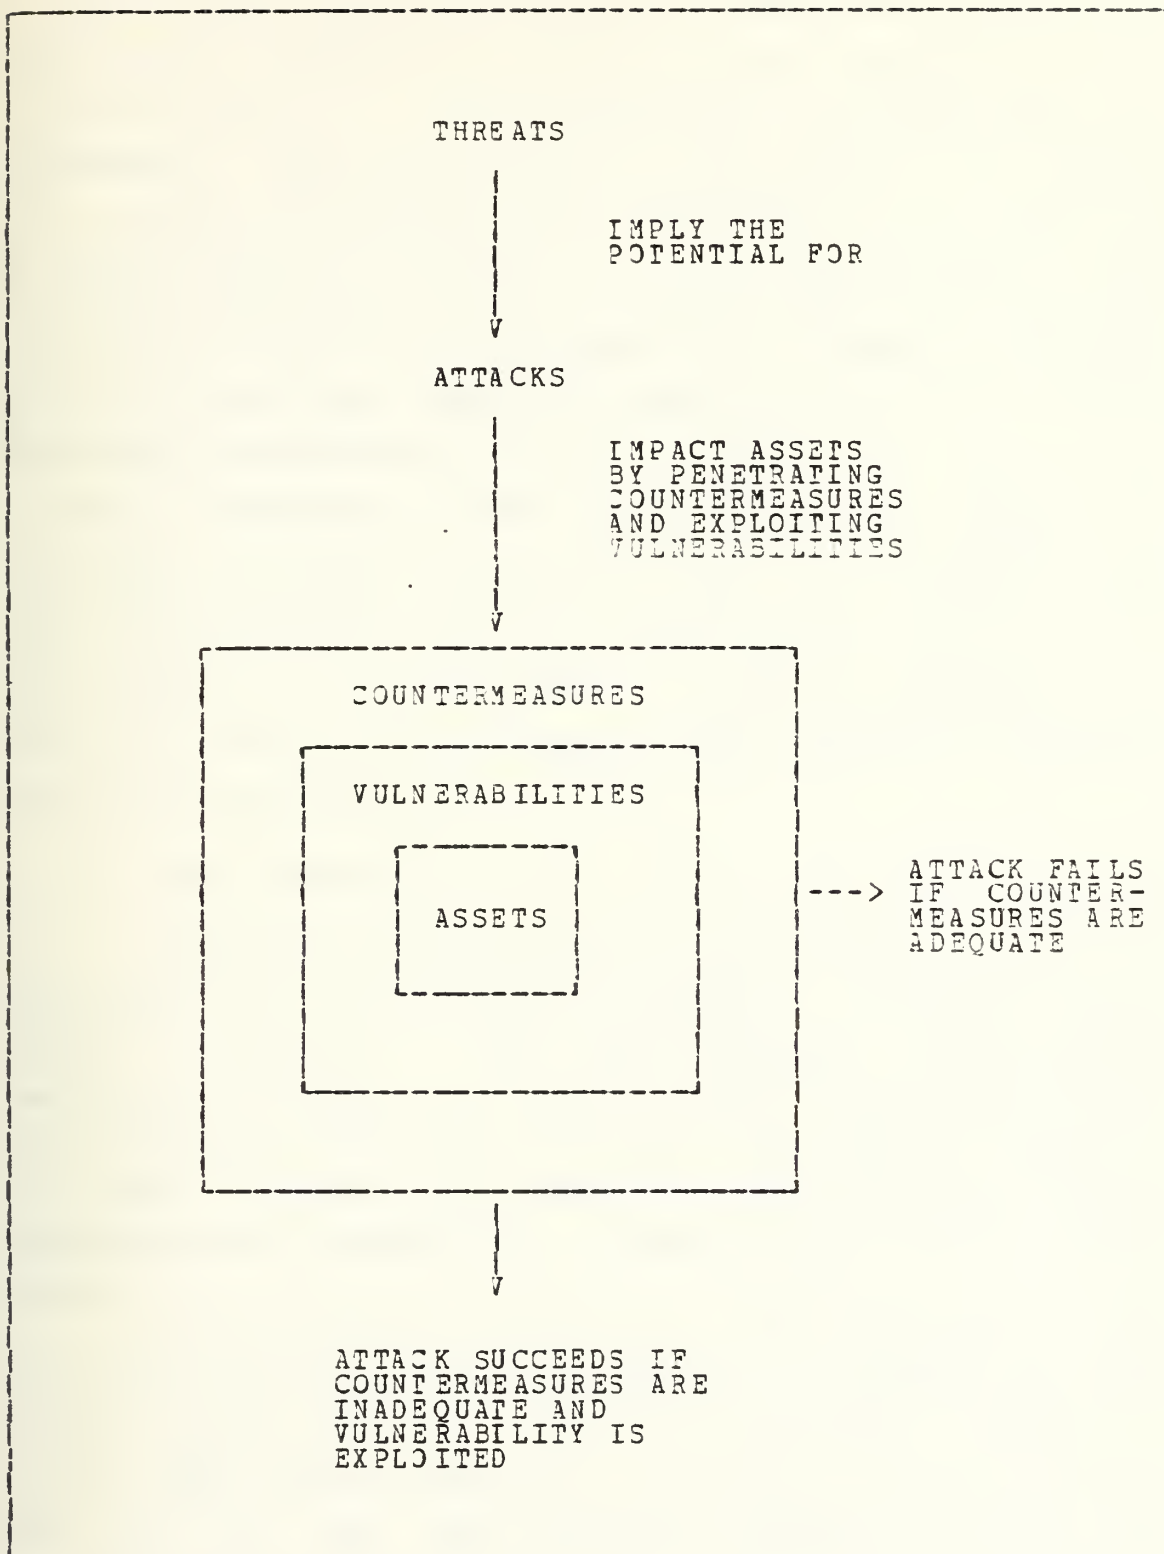 THREATS
IMPLY THE
POTENTIAL FOR
ATTACKS
IMPACT ASSETS
BY PENETRATING
COUNTERMEASURES
AND EXPLOITING
VULNERABILITIES
COUNTERMEASURES
VULNERABILITIES
ASSETS
ATTACK FAILS
IF COUNTER-
MEASURES ARE
ADEQUATE
ATTACK SUCCEEDS IF
COUNTERMEASURES ARE
INADEQUATE AND
VULNERABILITY IS
EXPLOITED